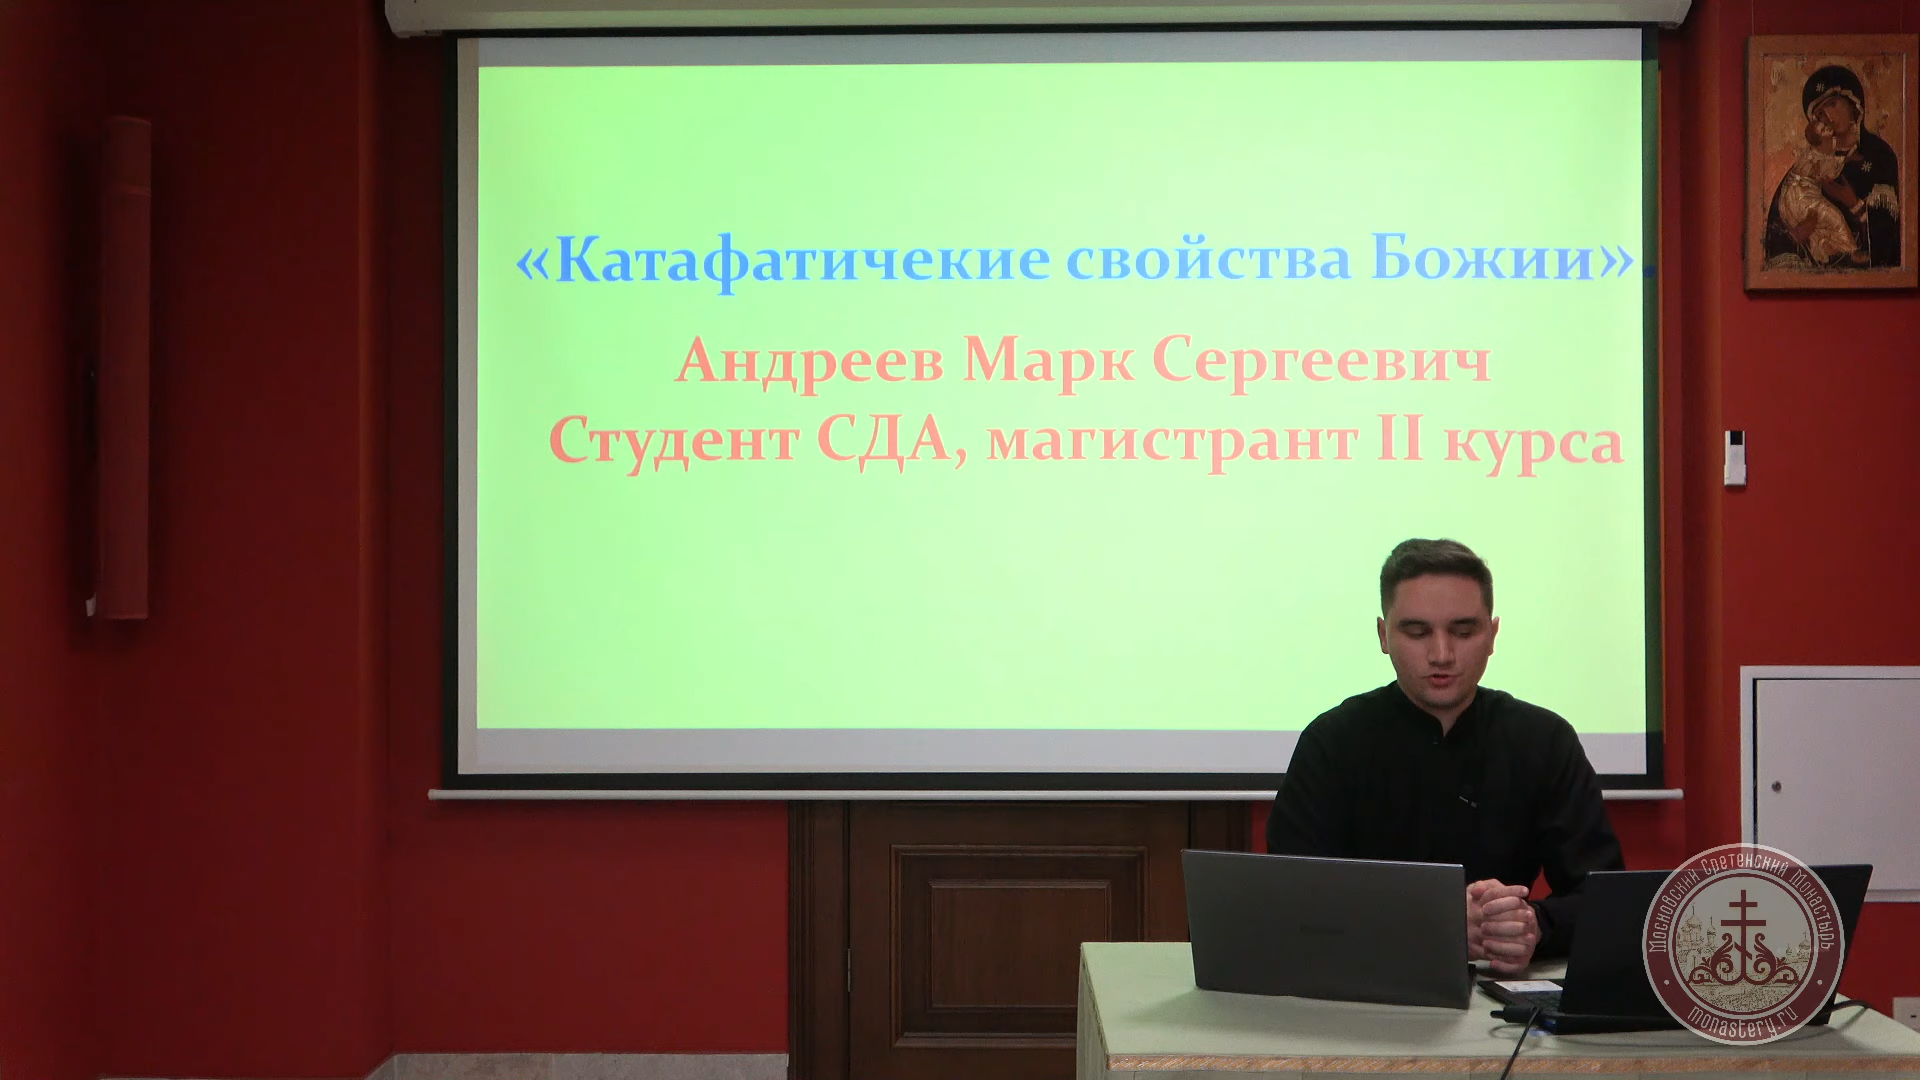 «Катафатичекие свойства Божии».
Андреев Марк Сергеевич
Студент СДА, магистрант II курса
Московский Сретенский Монастырь
monastery.ru